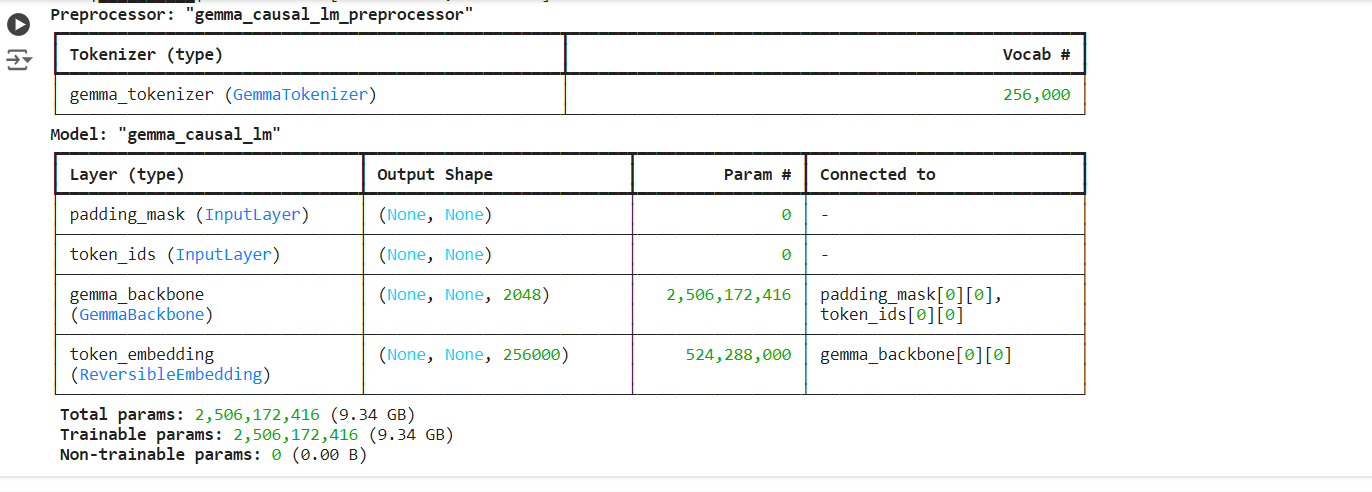 Preprocessor: "gemma_causal_lm_preprocessor"
Tokenizer (type) Vocab #
gemma_tokenizer (GemmaTokenizer) 256,000
Model: "gemma_causal_lm"
Layer (type) Output Shape Param # Connected to
padding_mask (InputLayer) (None, None) 0 -
token_ids (InputLayer) (None, None) 0 -
gemma_backbone (None, None, 2048) 2,506,172,416 padding_mask[0][0],
(GemmaBackbone) token_ids[0][0]
token_embedding (None, None, 256000) 524,288,000 gemma_backbone[0][0]
(ReversibleEmbedding)
Total params: 2,506,172,416 (9.34 GB)
Trainable params: 2,506,172,416 (9.34 GB)
Non-trainable params: 0 (0.00 B)